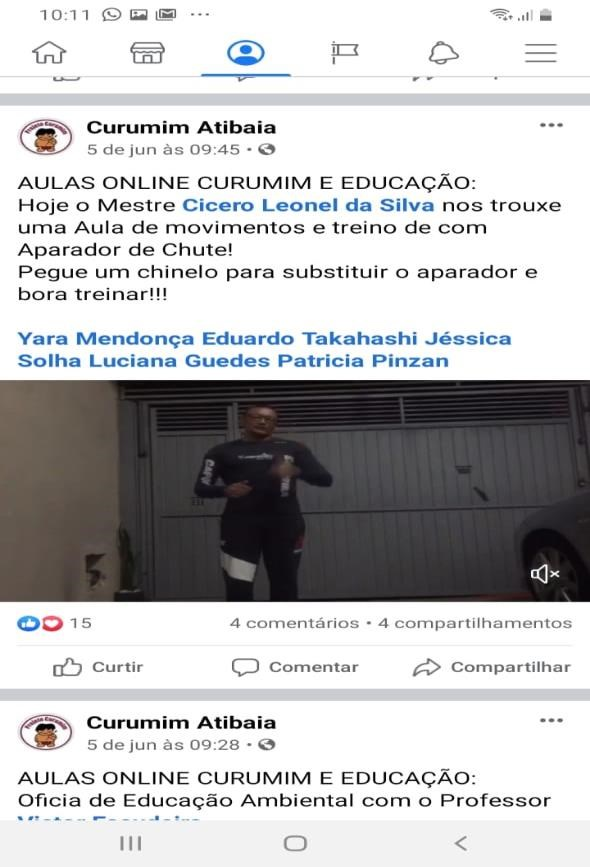 10:11
Curumim Atibaia
5 de jun às 09:45
AULAS ONLINE CURUMIM E EDUCAÇÃO:
Hoje o Mestre Cicero Leonel da Silva nos trouxe
uma Aula de movimentos e treino de com
Aparador de Chute!
Pegue um chinelo para substituir o aparador e
bora treinar!!!
Yara Mendonça Eduardo Takahashi Jéssica
Solha Luciana Guedes Patricia Pinzan
15
4 comentários • 4 compartilhamentos
Curtir Comentar Compartilhar
Curumim Atibaia
5 de jun às 09:28
AULAS ONLINE CURUMIM E EDUCAÇÃO:
Oficia de Educação Ambiental com o Professor